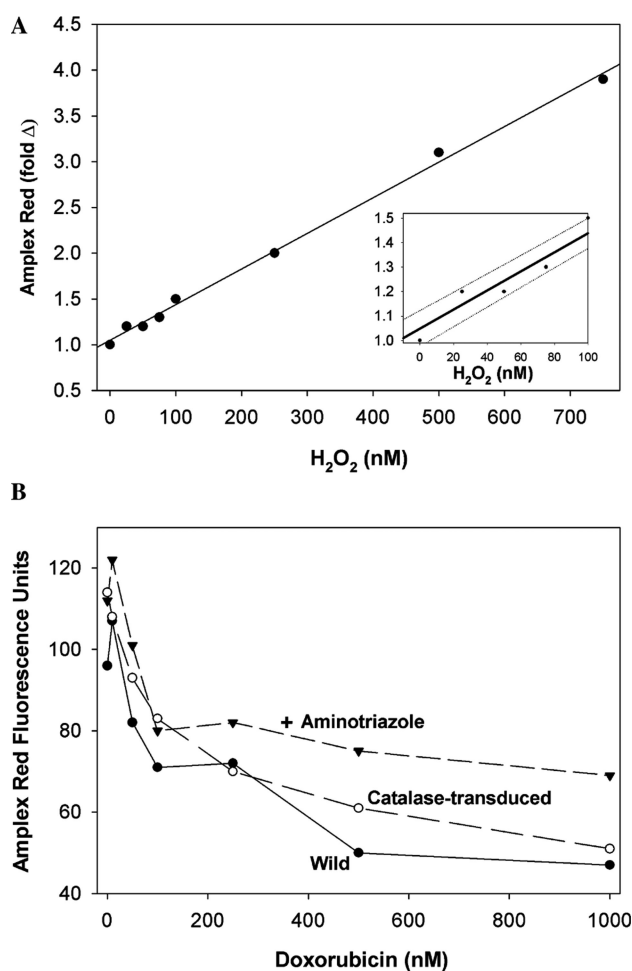 A
Amplex Red (fold Δ)
4.5
4.0
3.5
3.0
2.5
2.0
1.5
1.0
0.5
1.5
1.4
1.3
1.2
1.1
1.0
0 20 40 60 80 100
H₂O₂ (nM)
0 100 200 300 400 500 600 700
H₂O₂ (nM)
B
Amplex Red Fluorescence Units
120
100
80
60
40
+ Aminotriazole
Catalase-transduced
Wild
0 200 400 600 800 1000
Doxorubicin (nM)